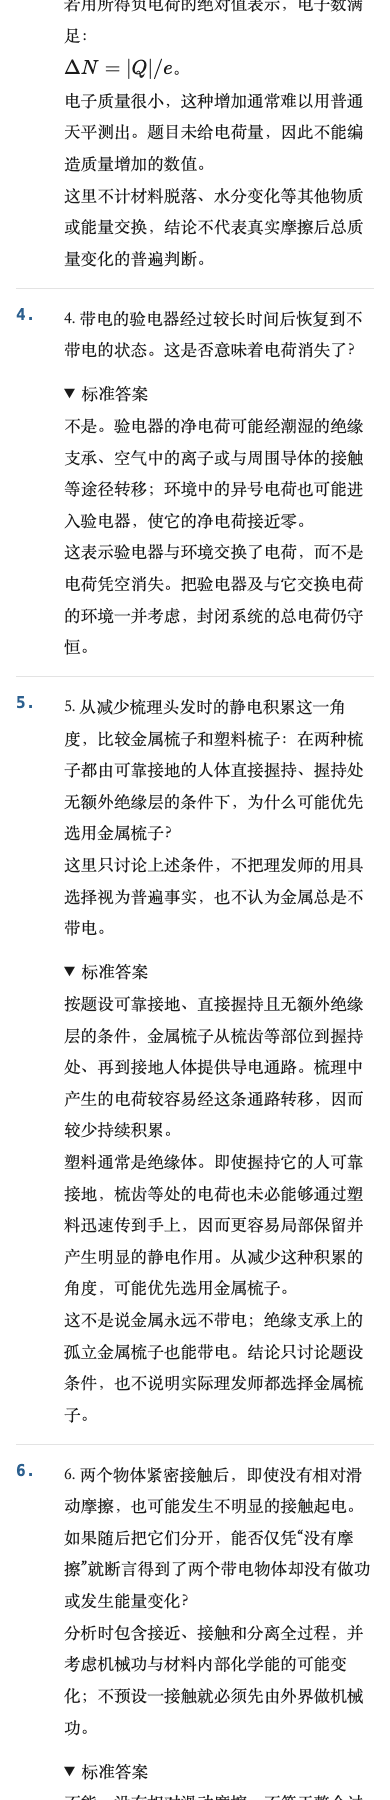 若用所得负电荷的绝对值表示，电子数满
足：
ΔN = |Q|/e。
电子质量很小，这种增加通常难以用普通
天平测出。题目未给电荷量，因此不能编
造质量增加的数值。
这里不计材料脱落、水分变化等其他物质
或能量交换，结论不代表真实摩擦后总质
量变化的普遍判断。
4.
4. 带电的验电器经过较长时间后恢复到不
带电的状态。这是否意味着电荷消失了？
▼ 标准答案
不是。验电器的净电荷可能经潮湿的绝缘
支承、空气中的离子或与周围导体的接触
等途径转移；环境中的异号电荷也可能进
入验电器，使它的净电荷接近零。
这表示验电器与环境交换了电荷，而不是
电荷凭空消失。把验电器及与它交换电荷
的环境一并考虑，封闭系统的总电荷仍守
恒。
5.
5. 从减少梳理头发时的静电积累这一角
度，比较金属梳子和塑料梳子：在两种梳
子都由可靠接地的人体直接握持、握持处
无额外绝缘层的条件下，为什么可能优先
选用金属梳子？
这里只讨论上述条件，不把理发师的用具
选择视为普遍事实，也不认为金属总是不
带电。
▼ 标准答案
按题设可靠接地、直接握持且无额外绝缘
层的条件，金属梳子从梳齿等部位到握持
处、再到接地人体提供导电通路。梳理中
产生的电荷较容易经这条通路转移，因而
较少持续积累。
塑料通常是绝缘体。即使握持它的人可靠
接地，梳齿等处的电荷也未必能够通过塑
料迅速传到手上，因而更容易局部保留并
产生明显的静电作用。从减少这种积累的
角度，可能优先选用金属梳子。
这不是说金属永远不带电；绝缘支承上的
孤立金属梳子也能带电。结论只讨论题设
条件，也不说明实际理发师都选择金属梳
子。
6.
6. 两个物体紧密接触后，即使没有相对滑
动摩擦，也可能发生不明显的接触起电。
如果随后把它们分开，能否仅凭“没有摩
擦”就断言得到了两个带电物体却没有做功
或发生能量变化？
分析时包含接近、接触和分离全过程，并
考虑机械功与材料内部化学能的可能变
化；不预设一接触就必须先由外界做机械
功。
▼ 标准答案